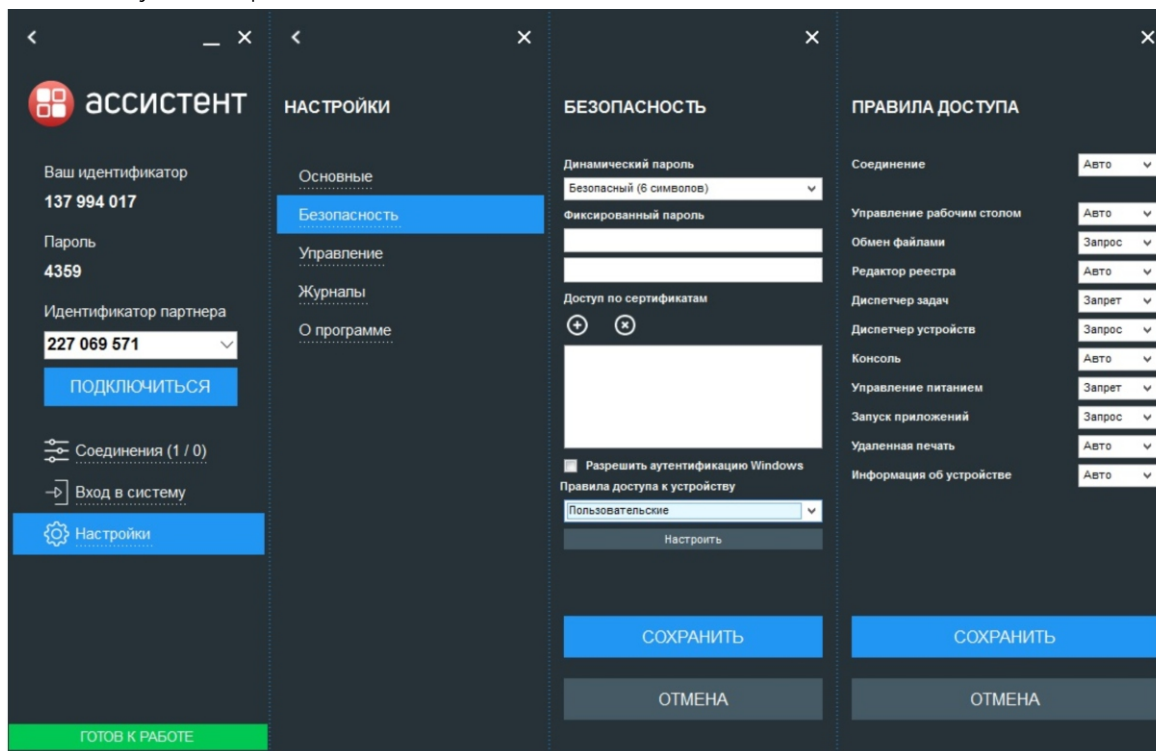 ассистент
Ваш идентификатор
137 994 017
Пароль
4359
Идентификатор партнера
227 069 571
ПОДКЛЮЧИТЬСЯ
Соединения (1 / 0)
Вход в систему
Настройки
ГОТОВ К РАБОТЕ
НАСТРОЙКИ
Основные
Безопасность
Управление
Журналы
О программе
БЕЗОПАСНОСТЬ
Динамический пароль
Безопасный (6 символов)
Фиксированный пароль
Доступ по сертификатам
Разрешить аутентификацию Windows
Правила доступа к устройству
Пользовательские
Настроить
СОХРАНИТЬ
ОТМЕНА
ПРАВИЛА ДОСТУПА
Соединение Авто
Управление рабочим столом Авто
Обмен файлами Запрос
Редактор реестра Авто
Диспетчер задач Запрет
Диспетчер устройств Запрос
Консоль Авто
Управление питанием Запрет
Запуск приложений Запрос
Удаленная печать Авто
Информация об устройстве Авто
СОХРАНИТЬ
ОТМЕНА